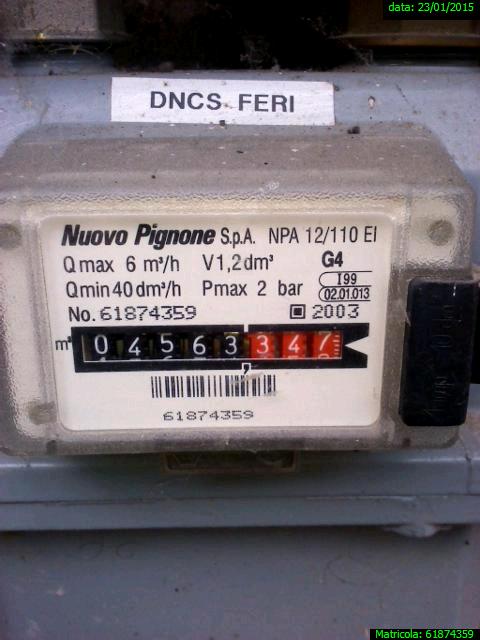 data: 23/01/2015
DNCS FERI
Nuovo Pignone S.p.A. NPA 12/110 El
Qmax 6 m³/h V1,2dm³ G4
Qmin 40 dm³/h Pmax 2 bar I99
02.01.013
No. 61874359 2003
m³ 0 4 5 6 3 3 4 7
61874359
Matricola: 61874359